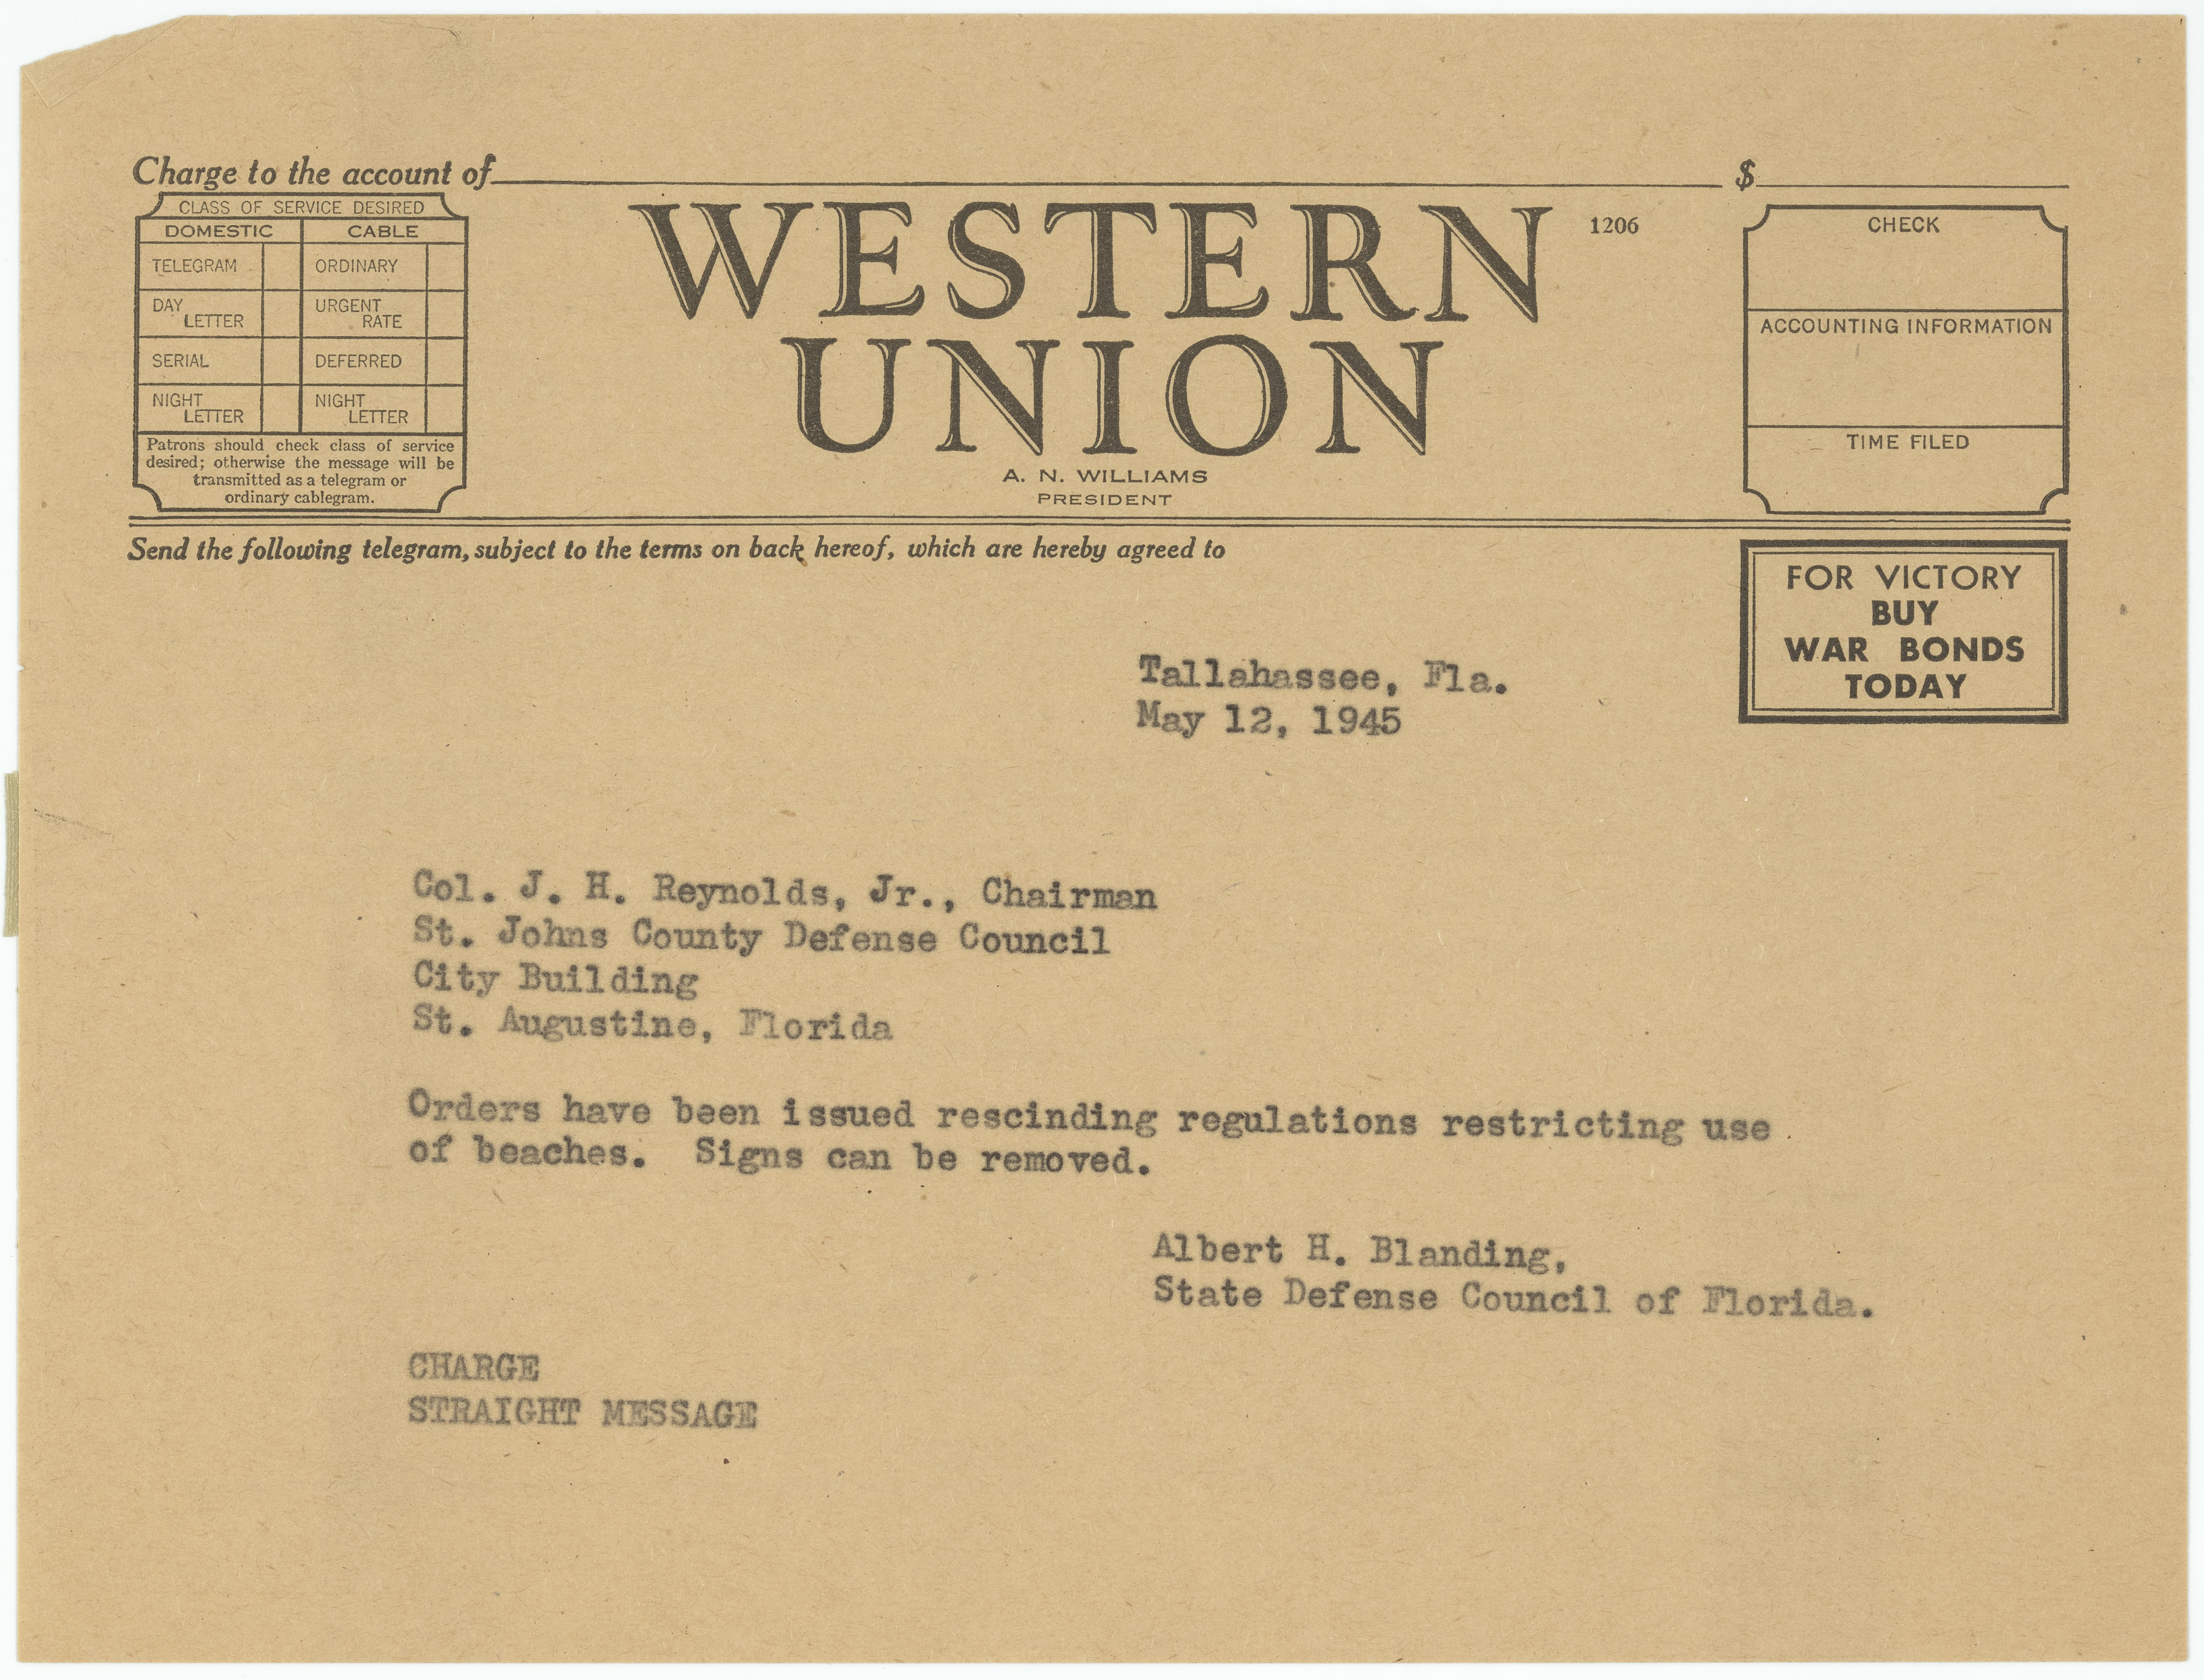 Charge to the account of $
CLASS OF SERVICE DESIRED
DOMESTIC CABLE
TELEGRAM ORDINARY
DAY LETTER URGENT RATE
SERIAL DEFERRED
NIGHT LETTER NIGHT LETTER
Patrons should check class of service
desired; otherwise the message will be
transmitted as a telegram or
ordinary cablegram.
WESTERN
UNION
1206
A. N. WILLIAMS
PRESIDENT
CHECK
ACCOUNTING INFORMATION
TIME FILED
Send the following telegram, subject to the terms on back hereof, which are hereby agreed to
FOR VICTORY
BUY
WAR BONDS
TODAY
Tallahassee, Fla.
May 12, 1945
Col. J. H. Reynolds, Jr., Chairman
St. Johns County Defense Council
City Building
St. Augustine, Florida
Orders have been issued rescinding regulations restricting use
of beaches. Signs can be removed.
Albert H. Blanding,
State Defense Council of Florida.
CHARGE
STRAIGHT MESSAGE